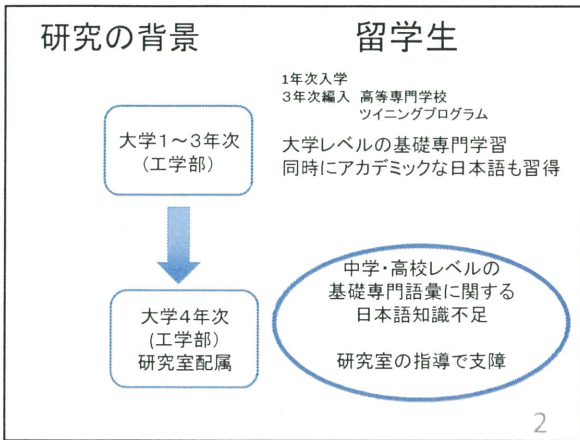 研究の背景
留学生
1年次入学
3年次編入 高等専門学校
ツイニングプログラム
大学1~3年次
(工学部)
大学レベルの基礎専門学習
同時にアカデミックな日本語も習得
大学4年次
(工学部)
研究室配属
中学・高校レベルの
基礎専門語彙に関する
日本語知識不足
研究室の指導で支障
2